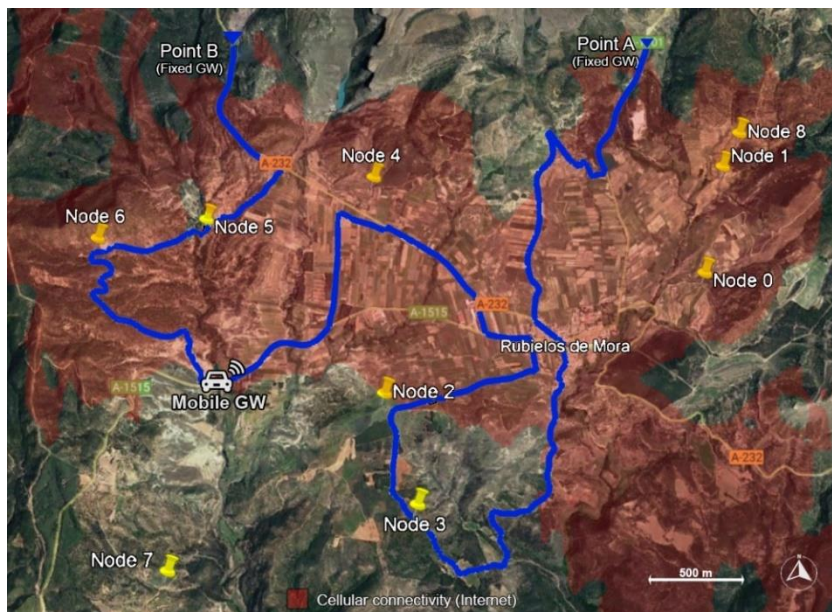 Point B
(Fixed GW)
Point A
(Fixed GW)
Node 8
Node 1
Node 4
A-232
Node 6
Node 5
Node 0
A-232
A-1515
Rubielos de Mora
A-1515
Mobile GW
Node 2
A-232
Node 3
Node 7
500 m
Cellular connectivity (Internet)